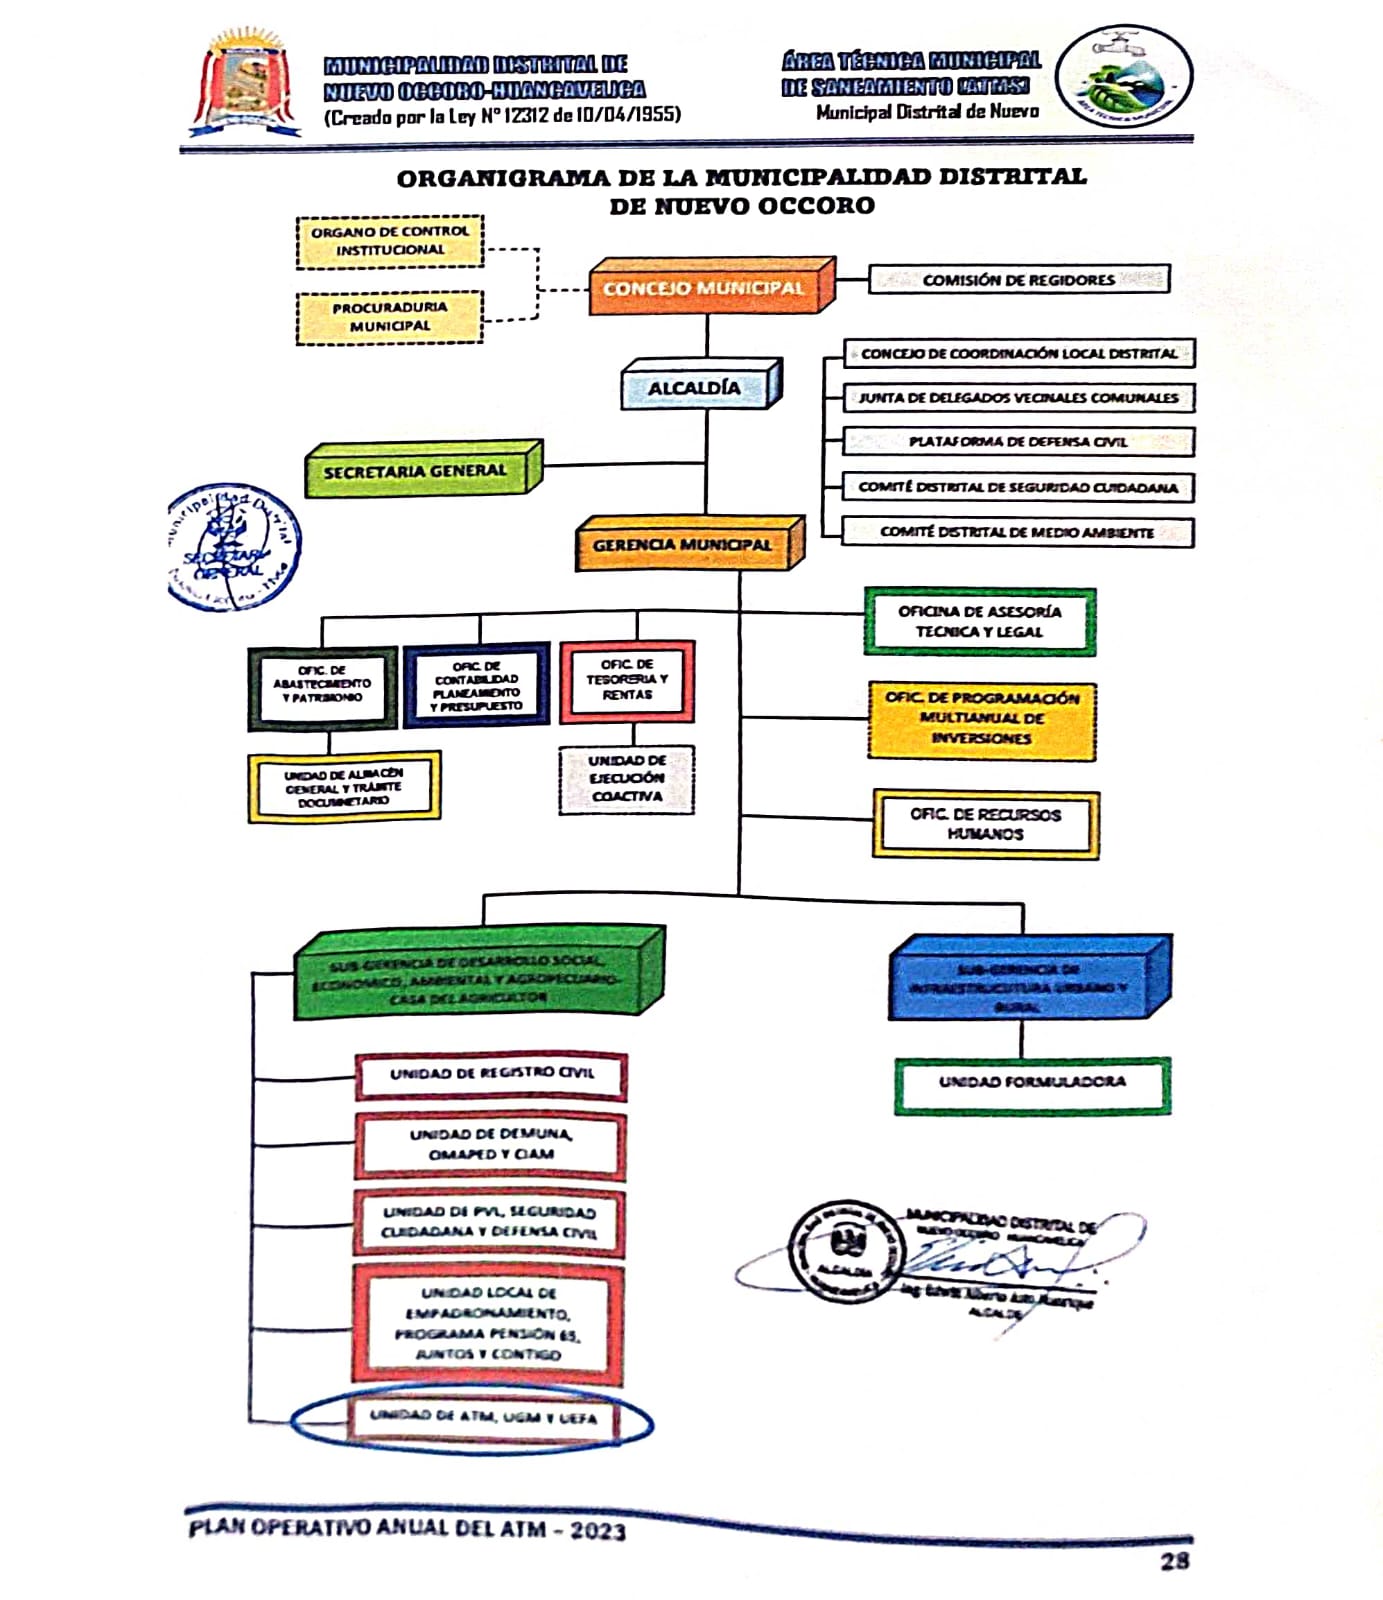 MUNICIPALIDAD DISTRITAL DE
NUEVO OCCORO-HUANCAVELICA
(Creado por la Ley N° 12312 de 10/04/1955)
ÁREA TÉCNICA MUNICIPAL
DE SANEAMIENTO (ATMS)
Municipal Distrital de Nuevo
ÁREA TÉCNICA MUNICIPAL
ORGANIGRAMA DE LA MUNICIPALIDAD DISTRITAL
DE NUEVO OCCORO
ORGANO DE CONTROL
INSTITUCIONAL
PROCURADURIA
MUNICIPAL
CONCEJO MUNICIPAL
COMISIÓN DE REGIDORES
ALCALDÍA
CONCEJO DE COORDINACIÓN LOCAL DISTRITAL
JUNTA DE DELEGADOS VECINALES COMUNALES
PLATAFORMA DE DEFENSA CIVIL
COMITÉ DISTRITAL DE SEGURIDAD CUIDADANA
COMITÉ DISTRITAL DE MEDIO AMBIENTE
SECRETARIA GENERAL
SECRETARIA
GENERAL
GERENCIA MUNICIPAL
OFICINA DE ASESORÍA
TECNICA Y LEGAL
OFIC. DE
ABASTECIMIENTO
Y PATRIMONIO
OFIC. DE
CONTABILIDAD
PLANEAMIENTO
Y PRESUPUESTO
OFIC. DE
TESORERIA Y
RENTAS
OFIC. DE PROGRAMACIÓN
MULTIANUAL DE
INVERSIONES
UNIDAD DE ALMACÉN
GENERAL Y TRÁMITE
DOCUMNETARIO
UNIDAD DE
EJECUCIÓN
COACTIVA
OFIC. DE RECURSOS
HUMANOS
SUB-GERENCIA DE DESARROLLO SOCIAL,
ECONOMICO, AMBIENTAL Y AGROPECUARIO-
CASA DEL AGRICULTOR
SUB-GERENCIA DE
INFRAESTRUCUTURA URBANO Y
RURAL
UNIDAD DE REGISTRO CIVIL
UNIDAD FORMULADORA
UNIDAD DE DEMUNA,
OMAPED Y CIAM
UNIDAD DE PVL, SEGURIDAD
CUIDADANA Y DEFENSA CIVIL
UNIDAD LOCAL DE
EMPADRONAMIENTO,
PROGRAMA PENSIÓN 65,
JUNTOS Y CONTIGO
UNIDAD DE ATM, UGM Y UEFA
ALCALDIA
MUNICIPALIDAD DISTRITAL DE
NUEVO OCCORO HUANCAVELICA
Ing. Edwin Alberto Manrique
ALCALDE
PLAN OPERATIVO ANUAL DEL ATM – 2023
28